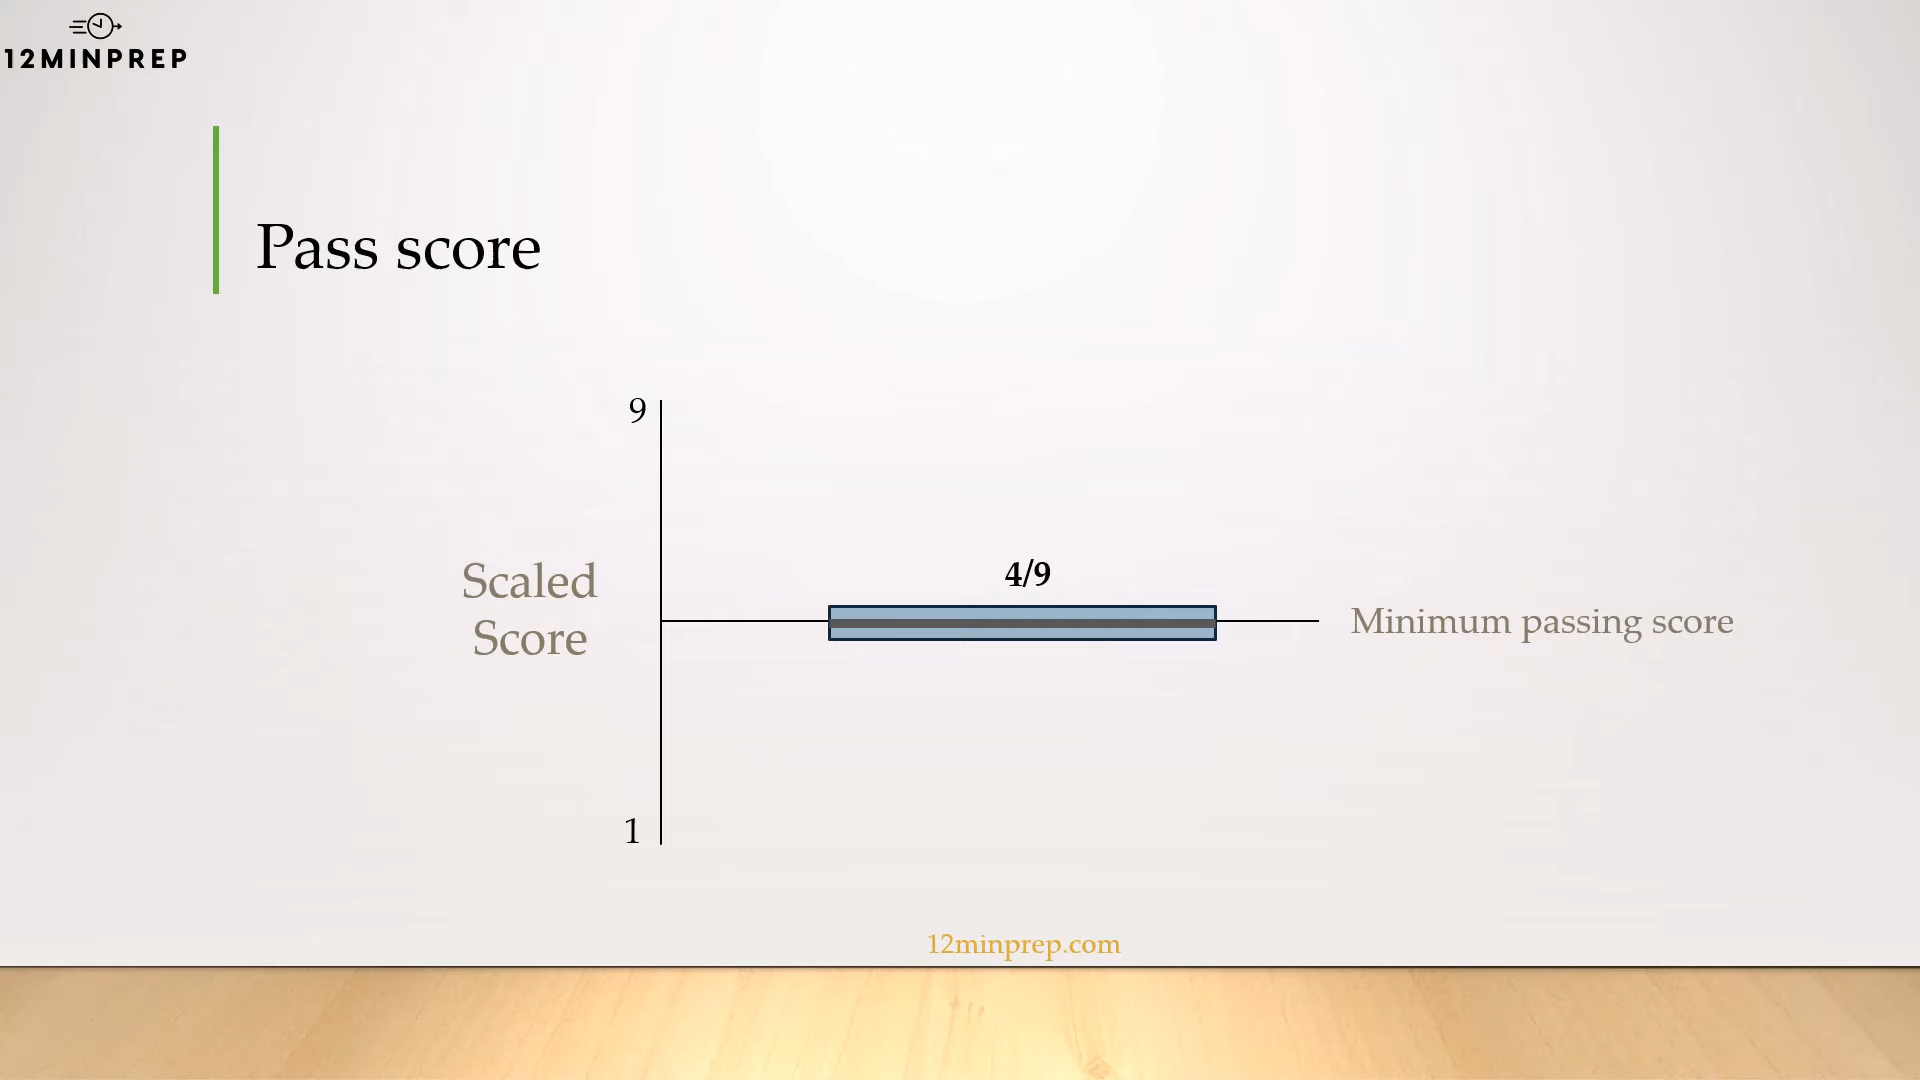 12MINPREP
Pass score
9
4/9
Scaled
Score
Minimum passing score
1
12minprep.com